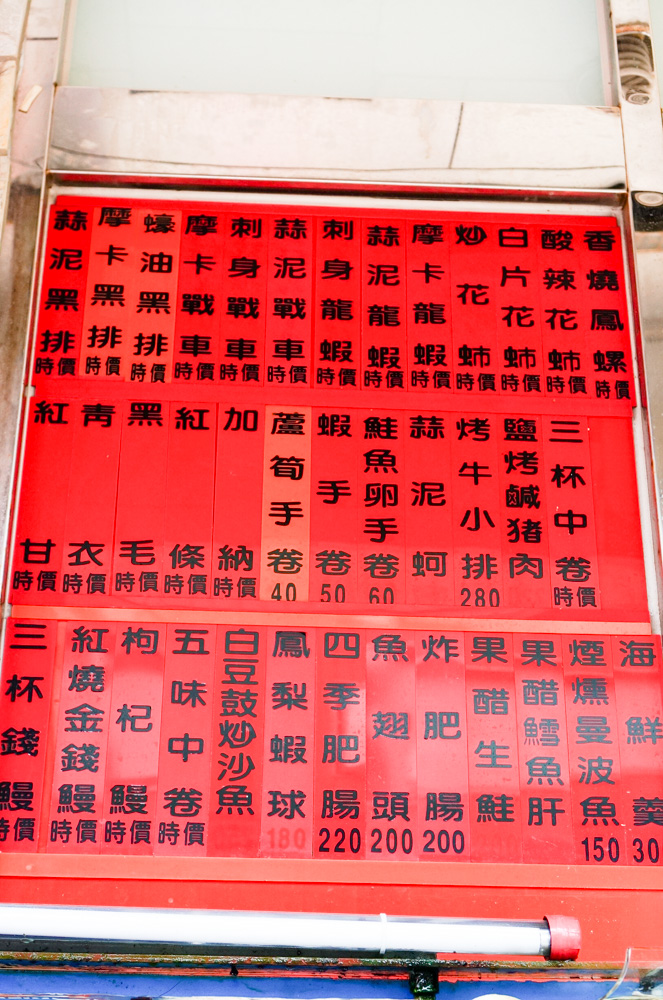 香燒鳳螺 時價
酸辣花蚋 時價
白片花蚋 時價
炒花蚋 時價
摩卡龍蝦 時價
蒜泥龍蝦 時價
刺身龍蝦 時價
蒜泥戰車 時價
刺身戰車 時價
摩卡戰車 時價
蠔油黑排 時價
摩卡黑排 時價
蒜泥黑排 時價
三杯中卷 時價
鹽烤鹹猪肉
烤牛小排 280
蒜泥蚵
鮭魚卵手卷 60
蝦手卷 50
蘆筍手卷 40
加納 時價
紅條 時價
黑毛 時價
青衣 時價
紅甘 時價
海鮮羹 30
煙燻曼波魚 150
果醋鱈魚肝
果醋生鮭
炸肥腸 200
魚翅頭 200
四季肥腸 220
鳳梨蝦球 180
白豆鼓炒沙魚
五味中卷 時價
枸杞鰻 時價
紅燒金錢鰻 時價
三杯錢鰻 時價